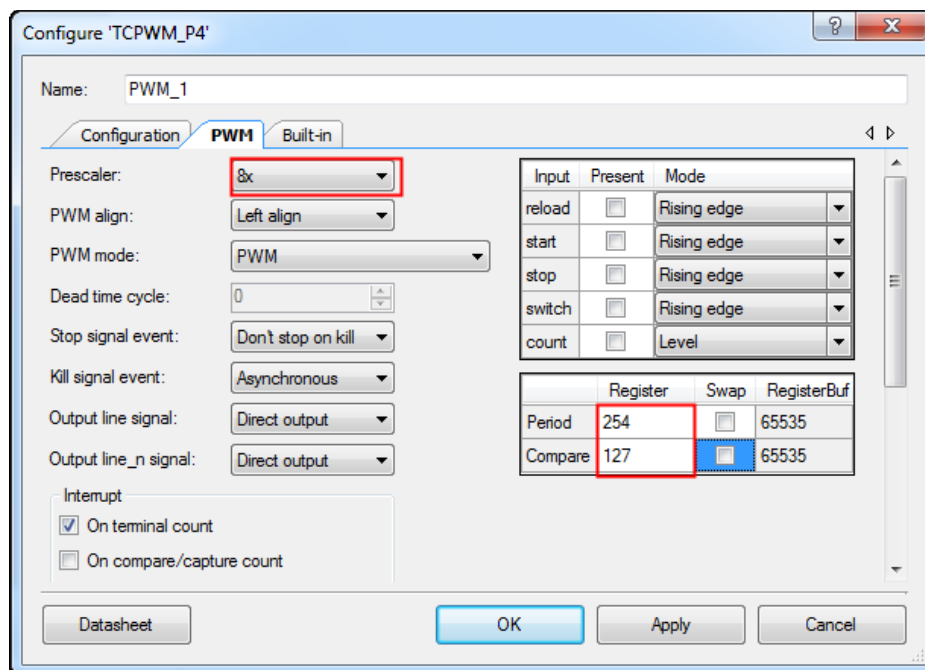 Configure 'TCPWM_P4'
Name: PWM_1
Configuration PWM Built-in
Prescaler: 8x
PWM align: Left align
PWM mode: PWM
Dead time cycle: 0
Stop signal event: Don't stop on kill
Kill signal event: Asynchronous
Output line signal: Direct output
Output line_n signal: Direct output
Interrupt
On terminal count
On compare/capture count
Input Present Mode
reload Rising edge
start Rising edge
stop Rising edge
switch Rising edge
count Level
Register Swap RegisterBuf
Period 254 65535
Compare 127 65535
Datasheet OK Apply Cancel